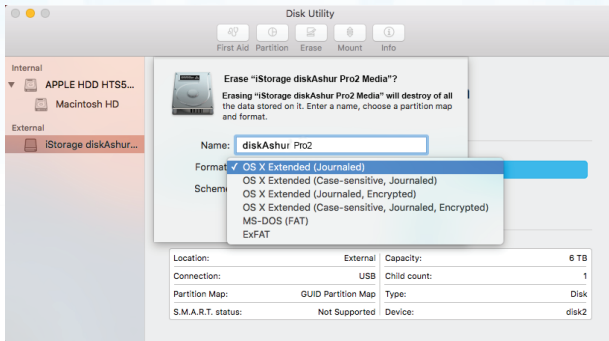 Disk Utility
First Aid Partition Erase Mount Info
Internal
APPLE HDD HTS5...
Macintosh HD
External
iStorage diskAshur...
Erase “iStorage diskAshur Pro2 Media”?
Erasing “iStorage diskAshur Pro2 Media” will destroy of all
the data stored on it. Enter a name, choose a partition map
and format.
Name: diskAshur Pro2
Format ✓ OS X Extended (Journaled)
OS X Extended (Case-sensitive, Journaled)
Schem OS X Extended (Journaled, Encrypted)
OS X Extended (Case-sensitive, Journaled, Encrypted)
MS-DOS (FAT)
ExFAT
Location: External Capacity: 6 TB
Connection: USB Child count: 1
Partition Map: GUID Partition Map Type: Disk
S.M.A.R.T. status: Not Supported Device: disk2